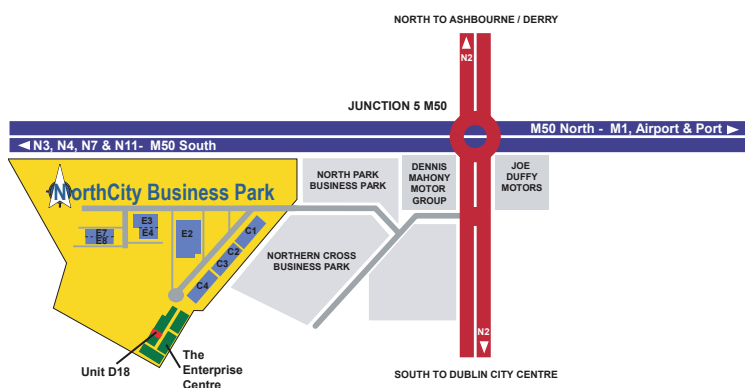 NORTH TO ASHBOURNE / DERRY
N2
JUNCTION 5 M50
M50 North - M1, Airport & Port
N3, N4, N7 & N11- M50 South
NorthCity Business Park
NORTH PARK
BUSINESS PARK
DENNIS
MAHONY
MOTOR
GROUP
JOE
DUFFY
MOTORS
E3
E4
E7
E8
E2
C1
C2
C3
C4
NORTHERN CROSS
BUSINESS PARK
N2
Unit D18
The
Enterprise
Centre
SOUTH TO DUBLIN CITY CENTRE